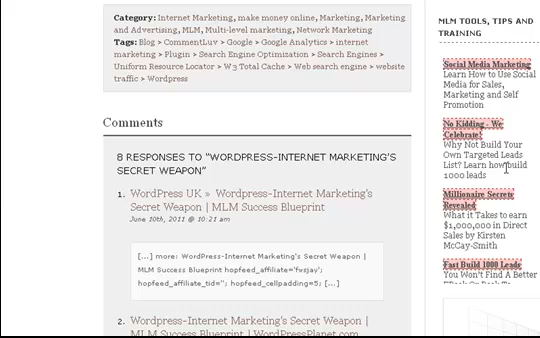 Category: Internet Marketing, make money online, Marketing, Marketing
and Advertising, MLM, Multi-level marketing, Network Marketing
Tags: Blog > CommentLuv > Google > Google Analytics > internet
marketing > Plugin > Search Engine Optimization > Search Engines >
Uniform Resource Locator > W3 Total Cache > Web search engine > website
traffic > Wordpress
Comments
8 RESPONSES TO "WORDPRESS-INTERNET MARKETING'S
SECRET WEAPON"
1. WordPress UK » Wordpress-Internet Marketing's
Secret Weapon | MLM Success Blueprint
June 10th, 2011 @ 10:21 am
[...] more: WordPress-Internet Marketing's Secret Weapon |
MLM Success Blueprint hopfeed_affiliate='fwsjay';
hopfeed_affiliate_tid=''; hopfeed_cellpadding=5; [...]
2. Wordpress-Internet Marketing's Secret Weapon |
MLM Success Blueprint | WordPressPlanet.com
MLM TOOLS, TIPS AND
TRAINING
Social Media Marketing
Learn How to Use Social
Media for Sales,
Marketing and Self
Promotion
No Kidding - We
Celebrate!
Why Not Build Your
Own Targeted Leads
List? Learn how build
1000 leads
Millionaire Secrets
Revealed
What it Takes to earn
$1,000,000 in Direct
Sales by Kirsten
McCay-Smith
Fast Build 1000 Leads
You Won't Find A Better